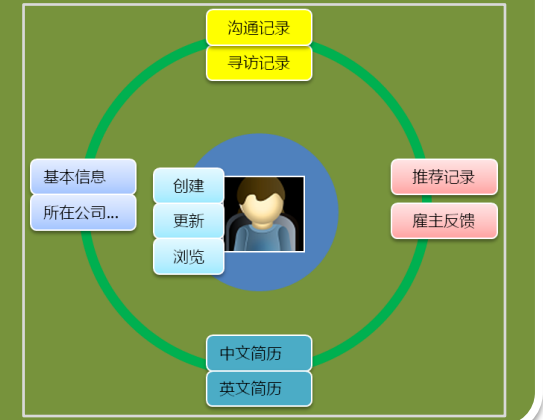 沟通记录
寻访记录
基本信息
所在公司...
创建
更新
浏览
推荐记录
雇主反馈
中文简历
英文简历